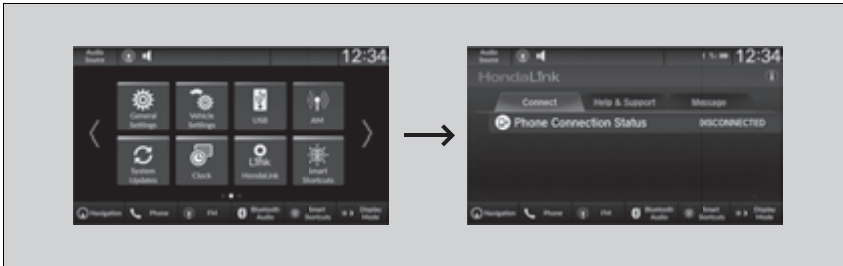 Audio Source
12:34
General Settings
Vehicle Settings
USB
AM
System Updates
Clock
HondaLink
Smart Shortcuts
Navigation
Phone
FM
Bluetooth Audio
Smart Shortcuts
Display Mode
Audio Source
12:34
HondaLink
Connect
Help & Support
Message
Phone Connection Status
DISCONNECTED
Navigation
Phone
FM
Bluetooth Audio
Smart Shortcuts
Display Mode